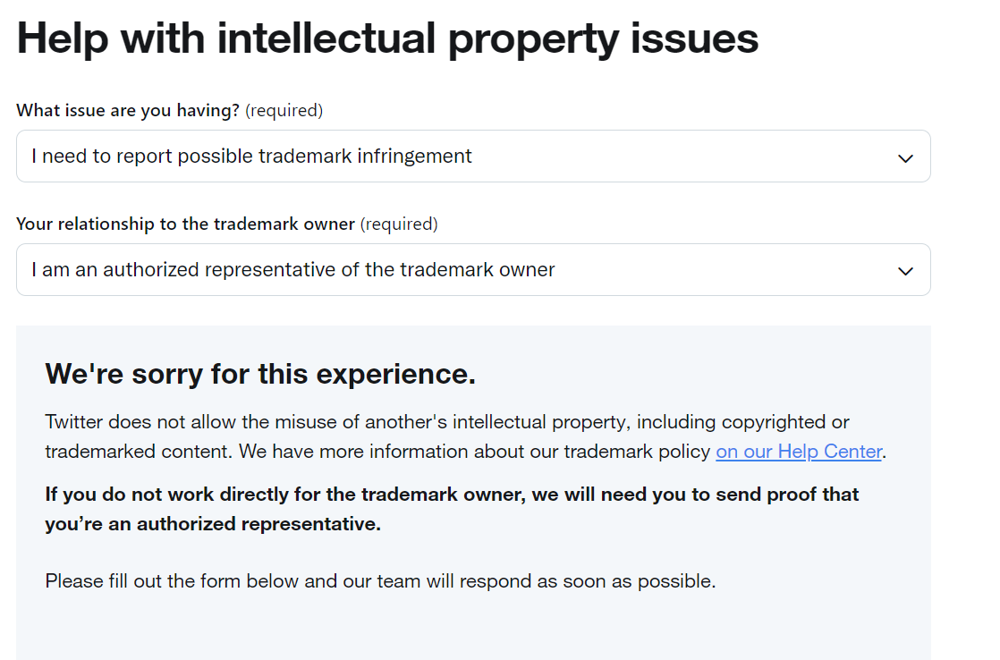 Help with intellectual property issues
What issue are you having? (required)
I need to report possible trademark infringement
Your relationship to the trademark owner (required)
I am an authorized representative of the trademark owner
We're sorry for this experience.
Twitter does not allow the misuse of another's intellectual property, including copyrighted or
trademarked content. We have more information about our trademark policy on our Help Center.
If you do not work directly for the trademark owner, we will need you to send proof that
you’re an authorized representative.
Please fill out the form below and our team will respond as soon as possible.